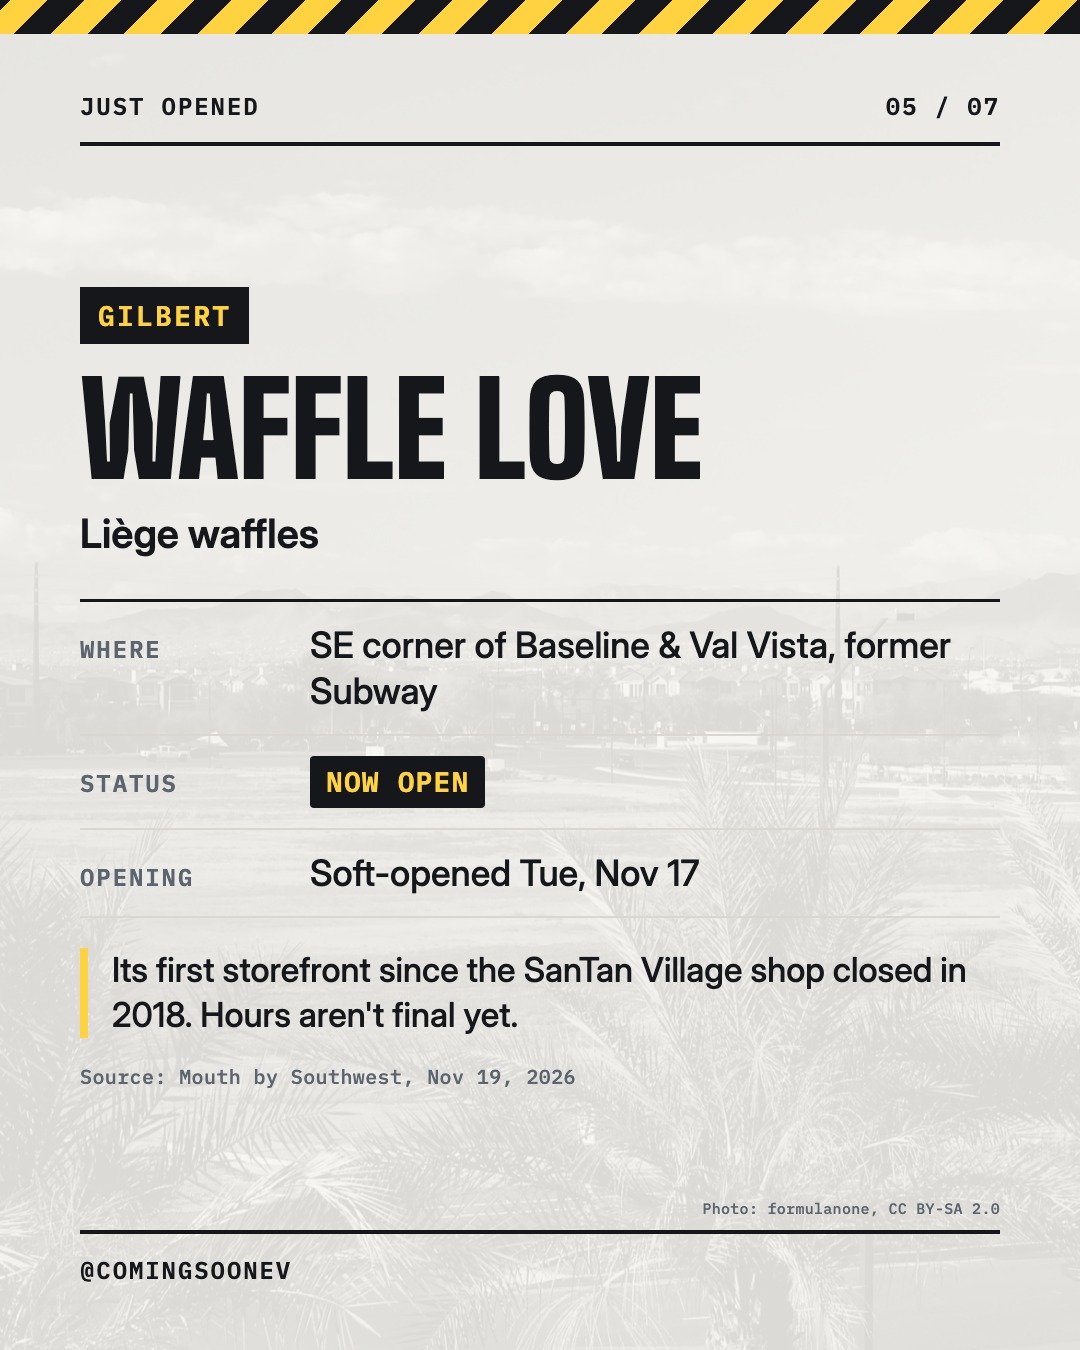 JUST OPENED
05 / 07
GILBERT
WAFFLE LOVE
Liège waffles
WHERE
SE corner of Baseline & Val Vista, former
Subway
STATUS
NOW OPEN
OPENING
Soft-opened Tue, Nov 17
Its first storefront since the SanTan Village shop closed in
2018. Hours aren't final yet.
Source: Mouth by Southwest, Nov 19, 2026
Photo: formulanone, CC BY-SA 2.0
@COMINGSOONEV